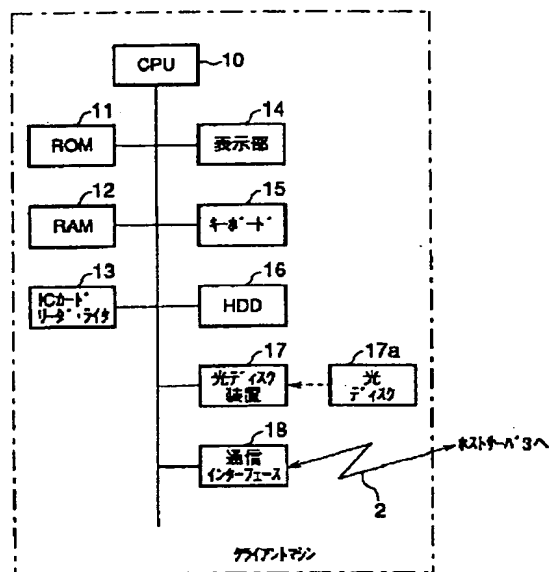 CPU
10
11
ROM
14
表示部
12
RAM
15
キーボード
13
ICカード
リーダ・ライタ
16
HDD
17
光ディスク
装置
17a
光
ディスク
18
通信
インターフェース
2
ホストサーバ3へ
クライアントマシン